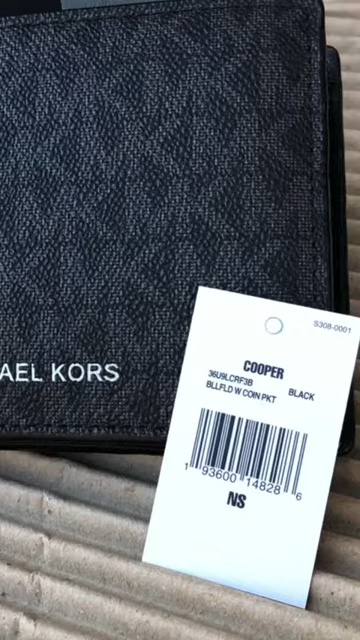 AEL KORS
S308-0001
COOPER
36U9LCRF3B
BLLFLD W COIN PKT BLACK
1 93600 14828 6
NS